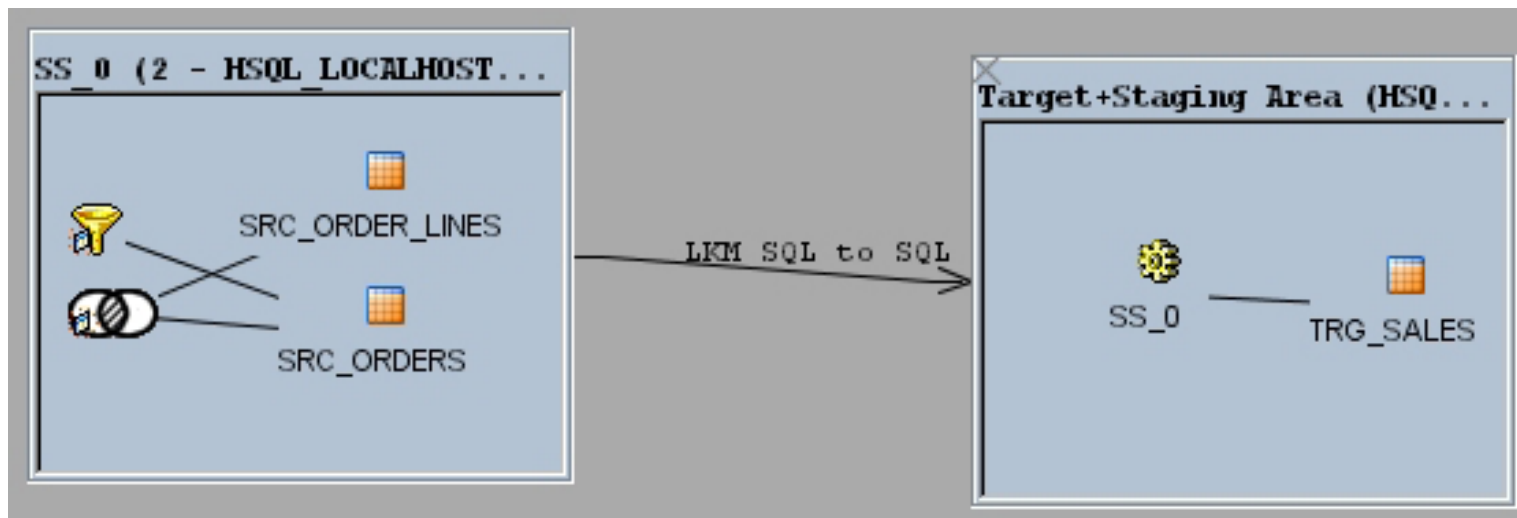 SS_0 (2 - HSQL_LOCALHOST...
SRC_ORDER_LINES
SRC_ORDERS
LKM SQL to SQL
Target+Staging Area (HSQ...
SS_0
TRG_SALES